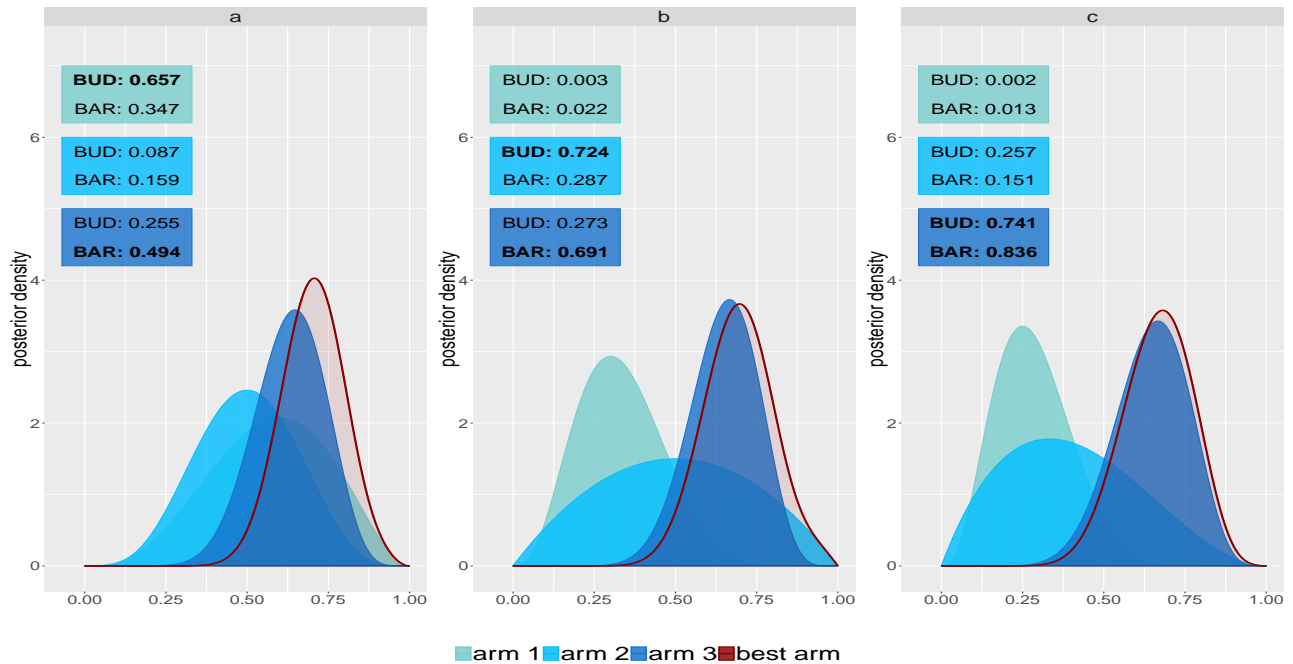 a
BUD: 0.657
BAR: 0.347
BUD: 0.087
BAR: 0.159
BUD: 0.255
BAR: 0.494
posterior density
6
4
2
0
0.00 0.25 0.50 0.75 1.00
b
BUD: 0.003
BAR: 0.022
BUD: 0.724
BAR: 0.287
BUD: 0.273
BAR: 0.691
posterior density
6
4
2
0
0.00 0.25 0.50 0.75 1.00
c
BUD: 0.002
BAR: 0.013
BUD: 0.257
BAR: 0.151
BUD: 0.741
BAR: 0.836
posterior density
6
4
2
0
0.00 0.25 0.50 0.75 1.00
arm 1 arm 2 arm 3 best arm